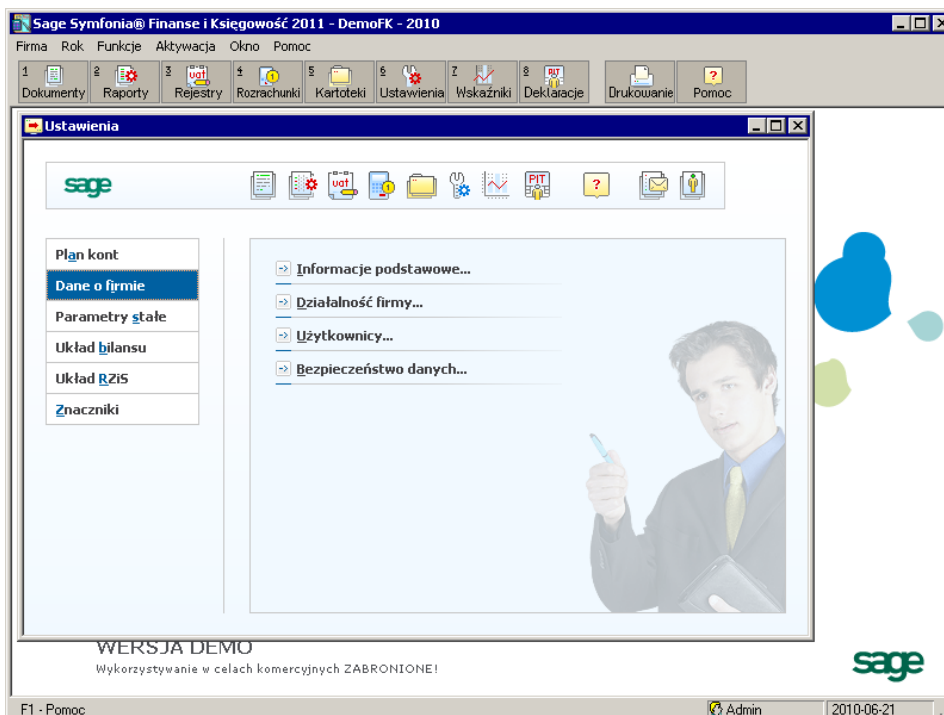 Sage Symfonia® Finanse i Księgowość 2011 - DemoFK - 2010
Firma Rok Funkcje Aktywacja Okno Pomoc
1 2 3 4 5 6 7 8
Dokumenty Raporty Rejestry Rozrachunki Kartoteki Ustawienia Wskaźniki Deklaracje Drukowanie Pomoc
Ustawienia
sage
Plan kont
Dane o firmie
Parametry stałe
Układ bilansu
Układ RZiS
Znaczniki
Informacje podstawowe...
Działalność firmy...
Użytkownicy...
Bezpieczeństwo danych...
WERSJA DEMO
Wykorzystywanie w celach komercyjnych ZABRONIONE!
sage
F1 - Pomoc Admin 2010-06-21